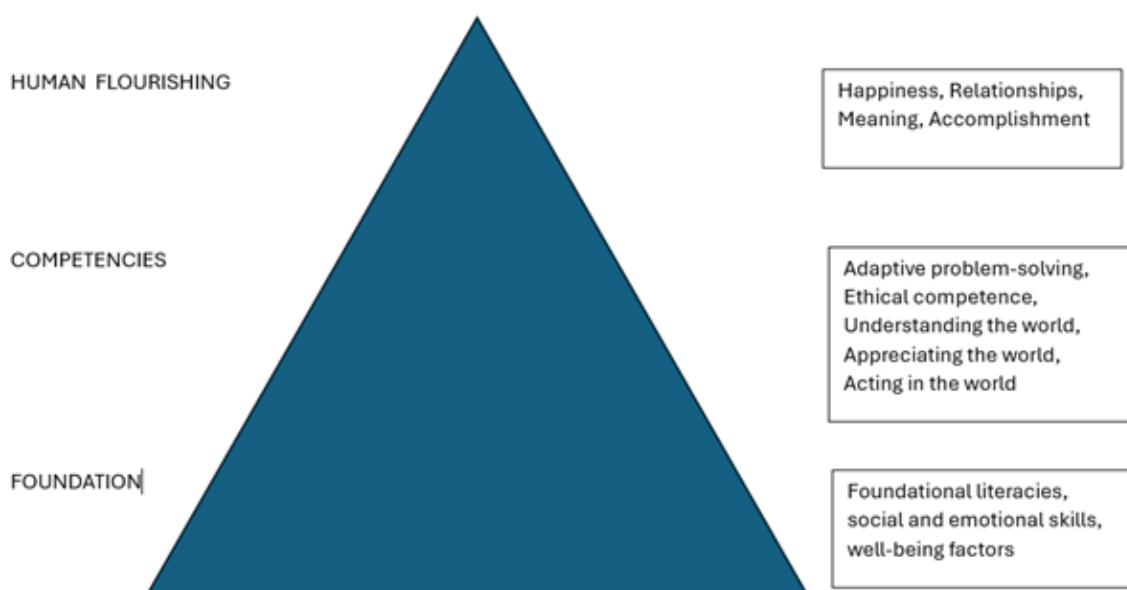 HUMAN FLOURISHING
Happiness, Relationships,
Meaning, Accomplishment
COMPETENCIES
Adaptive problem-solving,
Ethical competence,
Understanding the world,
Appreciating the world,
Acting in the world
FOUNDATION
Foundational literacies,
social and emotional skills,
well-being factors